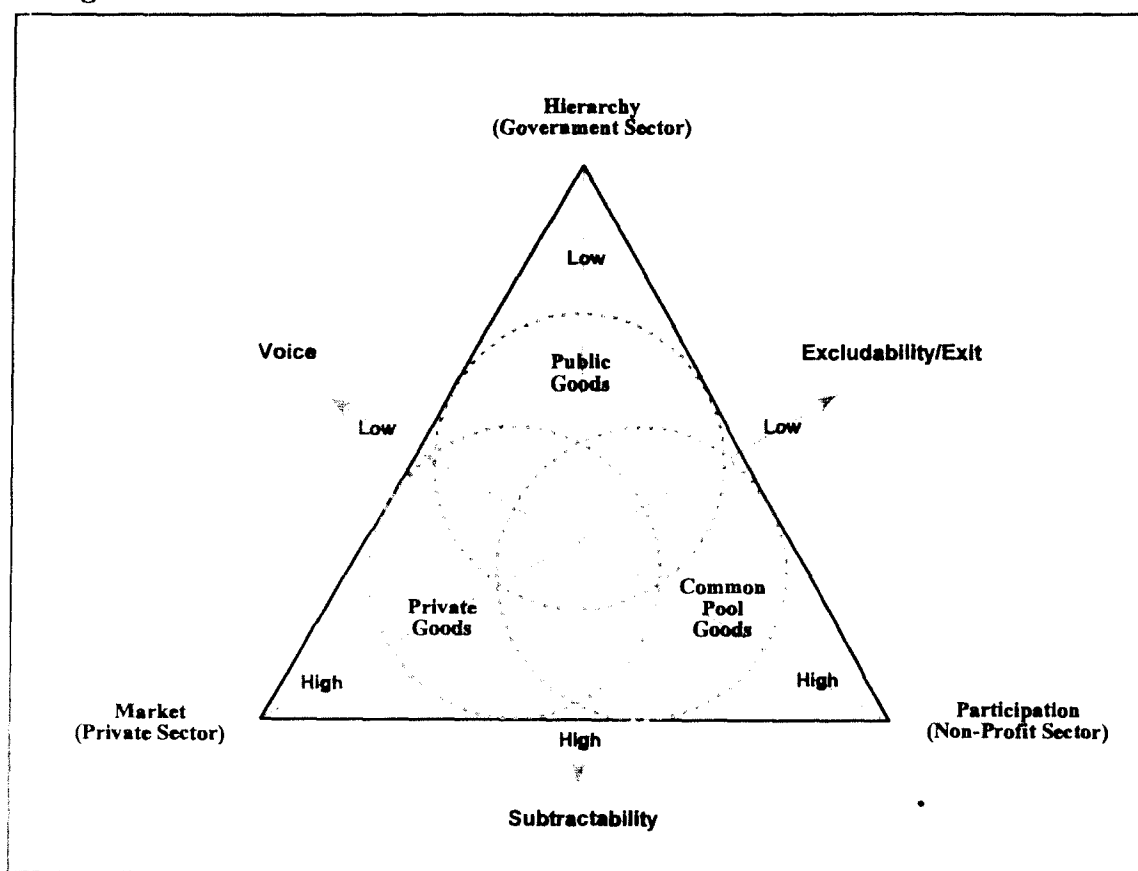 Hierarchy
(Government Sector)
Low
Voice
Excludability/Exit
Public
Goods
Low
Low
Private
Goods
Common
Pool
Goods
High
High
Market
(Private Sector)
Participation
(Non-Profit Sector)
High
Subtractability